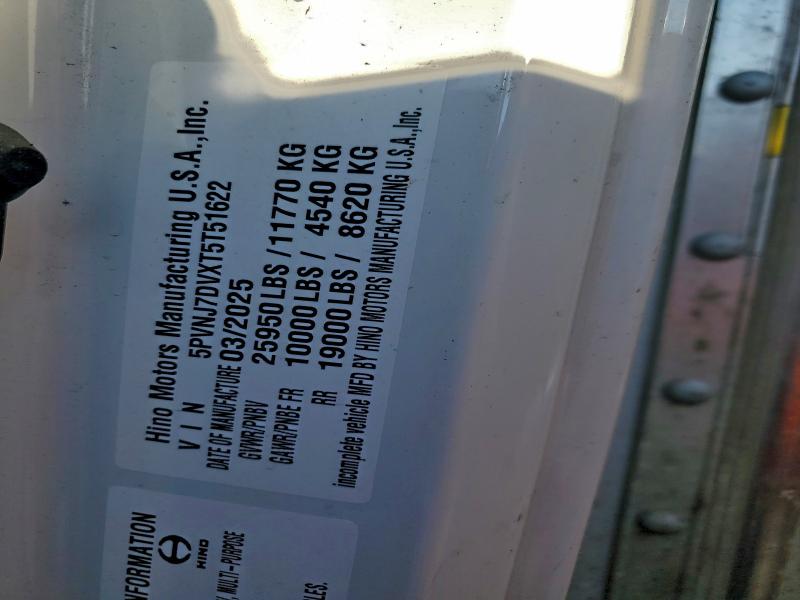 Hino Motors Manufacturing U.S.A.,Inc.
VIN 5PVNJ7DVXT5T51622
DATE OF MANUFACTURE 03/2025
GVWR/PNBV 25950 LBS / 11770 KG
GAWR/PNBE FR 10000 LBS / 4540 KG
RR 19000 LBS / 8620 KG
incomplete vehicle MFD BY HINO MOTORS MANUFACTURING U.S.A.,Inc.
HINO
MULTI-PURPOSE